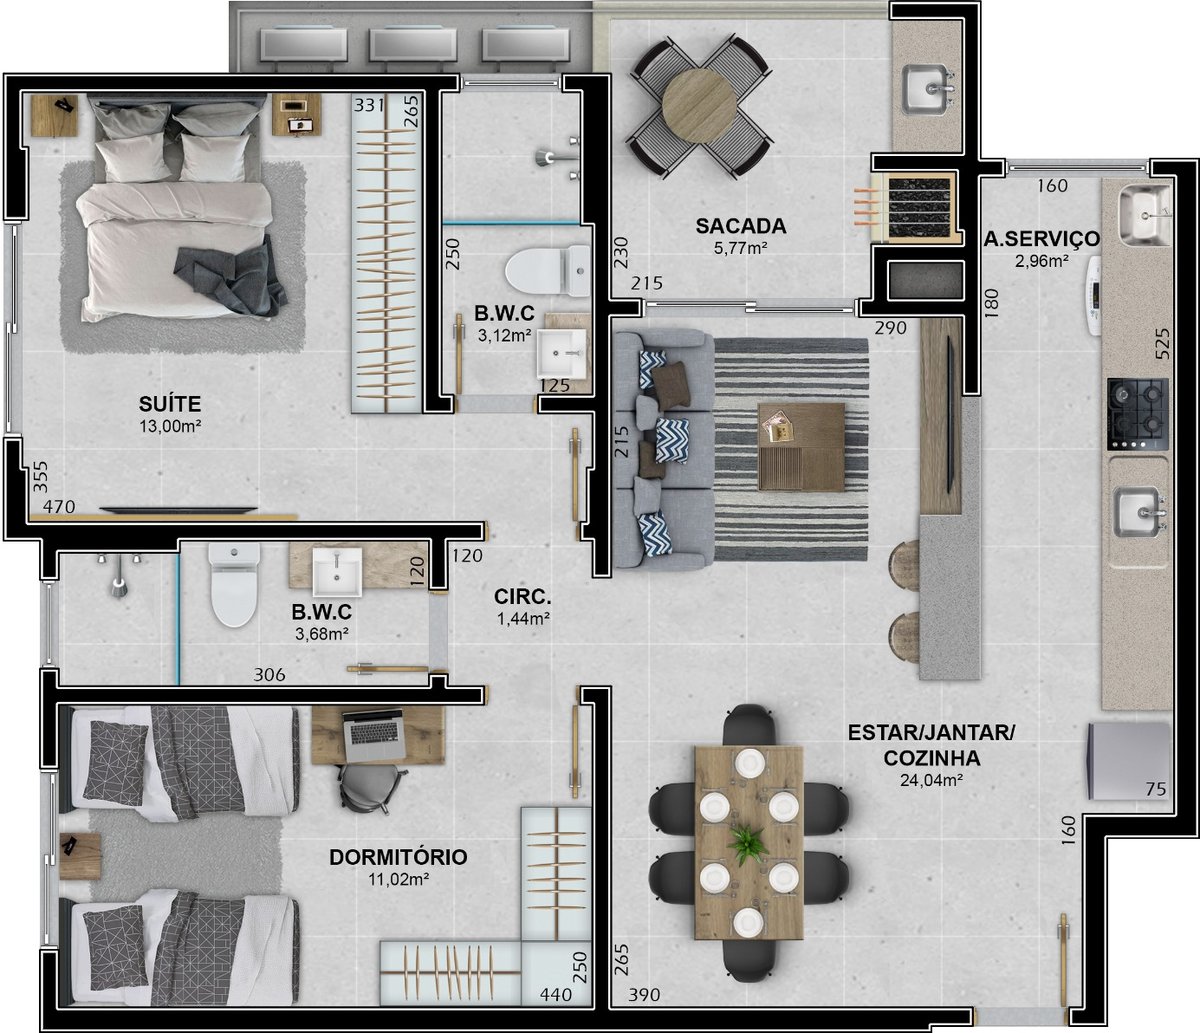 331
265
SUÍTE
13,00m²
355
470
250
B.W.C
3,12m²
125
SACADA
5,77m²
230
215
160
A.SERVIÇO
2,96m²
180
525
290
215
120
120
B.W.C
3,68m²
306
CIRC.
1,44m²
ESTAR/JANTAR/
COZINHA
24,04m²
75
160
DORMITÓRIO
11,02m²
250
440
265
390